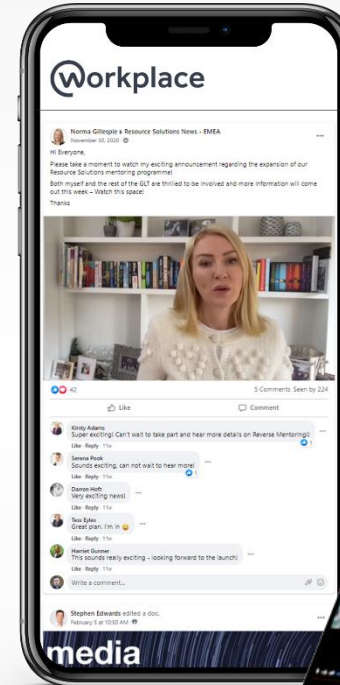 Workplace
Norma Gillespie ▸ Resource Solutions News - EMEA
November 30, 2020
Hi Everyone,
Please take a moment to watch my exciting announcement regarding the expansion of our
Resource Solutions mentoring programme!
Both myself and the rest of the GLT are thrilled to be involved and more information will come
out this week – Watch this space!
Thanks
42
5 Comments Seen by 224
Like
Comment
Kirsty Adams
Super exciting! Can't wait to take part and hear more details on Reverse Mentoring!!
1
Like · Reply · 11w
Serena Pook
Sounds exciting, can not wait to hear more!
1
Like · Reply · 11w
Darren Hoft
Very exciting news!
Like · Reply · 11w
Tess Eyles
Great plan. I'm in 😀
Like · Reply · 11w
Harriet Gunner
This sounds really exciting - looking forward to the launch!
Like · Reply · 11w
Write a comment...
Stephen Edwards edited a doc.
February 5 at 10:50 AM
media